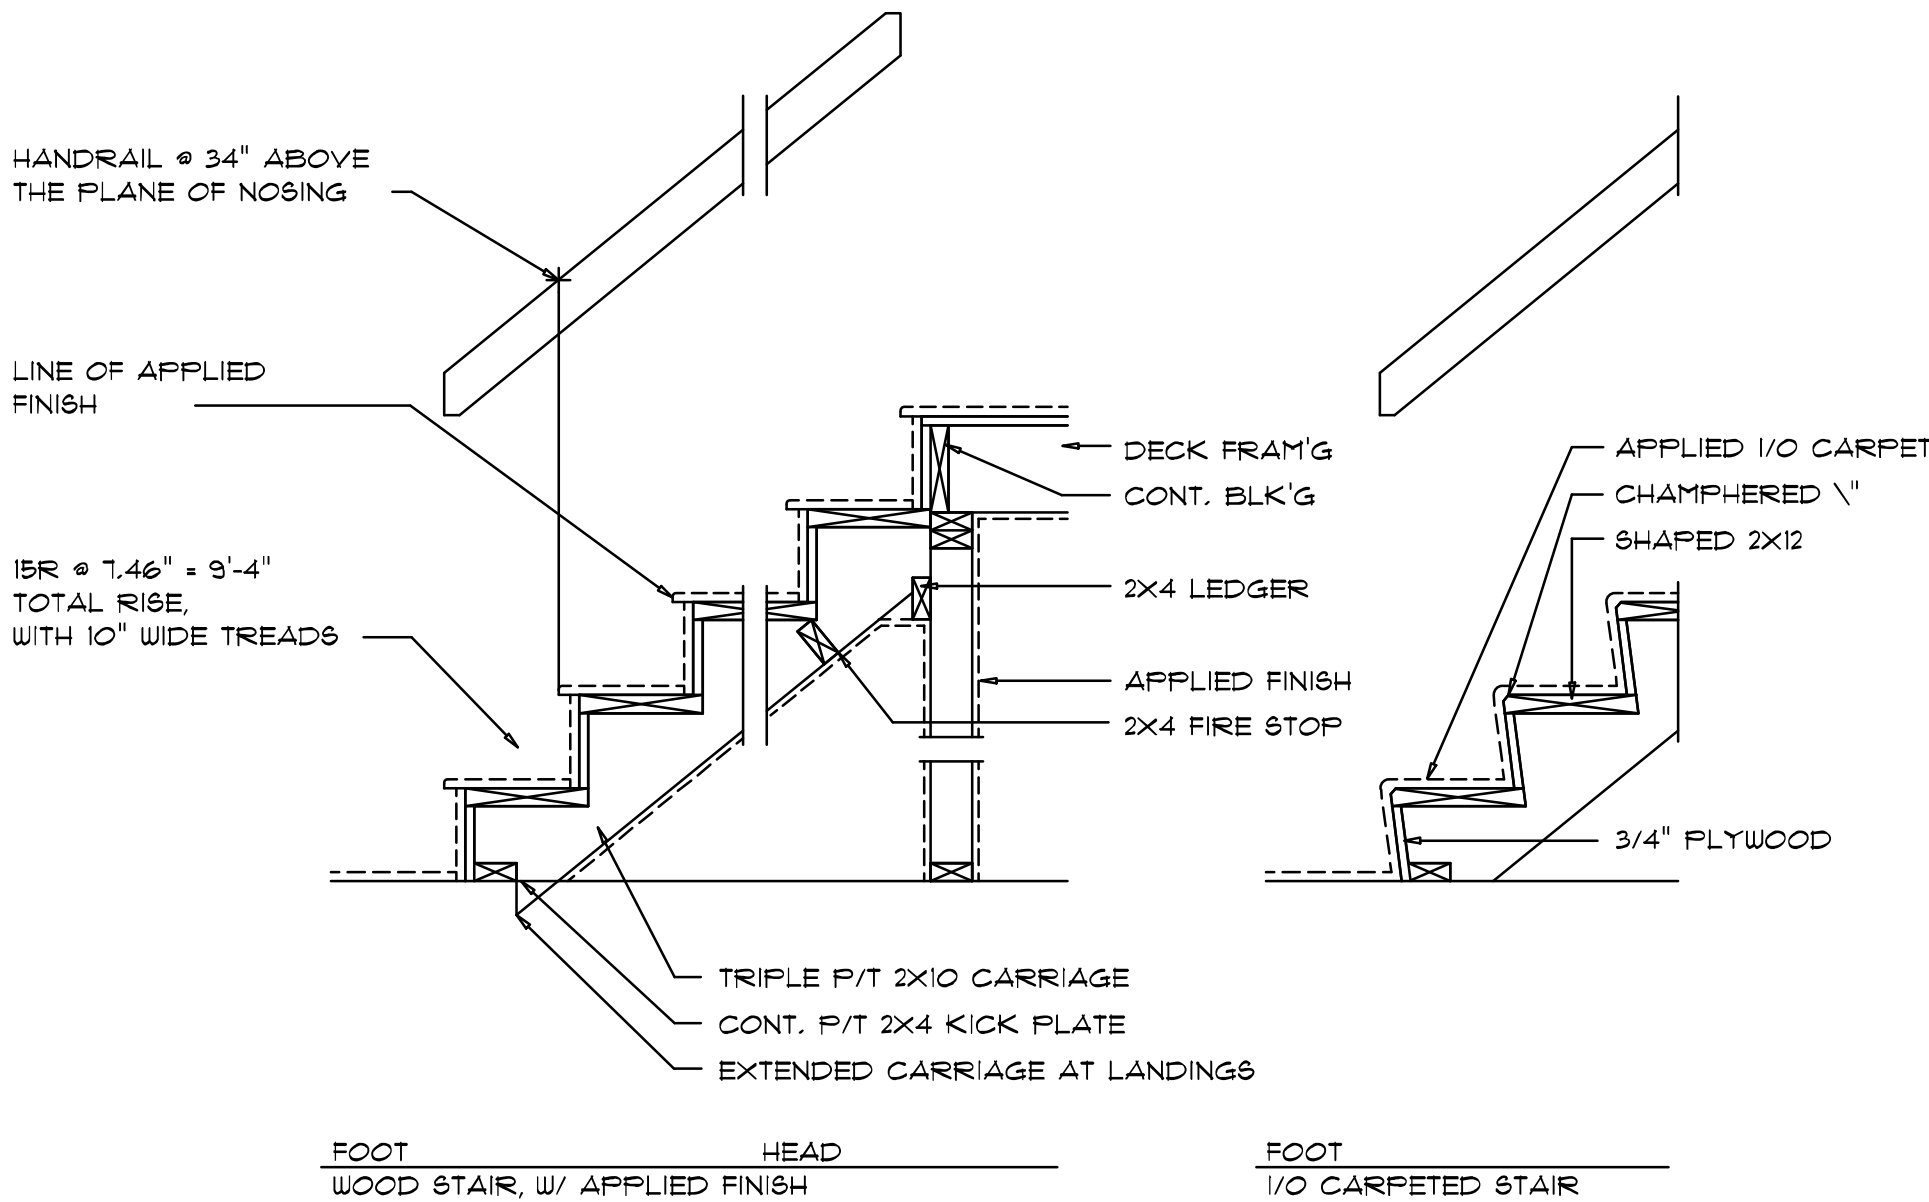 HANDRAIL @ 34" ABOVE
THE PLANE OF NOSING
LINE OF APPLIED
FINISH
15R @ 7.46" = 9'-4"
TOTAL RISE,
WITH 10" WIDE TREADS
DECK FRAM'G
CONT. BLK'G
2X4 LEDGER
APPLIED FINISH
2X4 FIRE STOP
TRIPLE P/T 2X10 CARRIAGE
CONT. P/T 2X4 KICK PLATE
EXTENDED CARRIAGE AT LANDINGS
APPLIED I/O CARPET
CHAMPHERED \"
SHAPED 2X12
3/4" PLYWOOD
FOOT HEAD
WOOD STAIR, W/ APPLIED FINISH
FOOT
I/O CARPETED STAIR